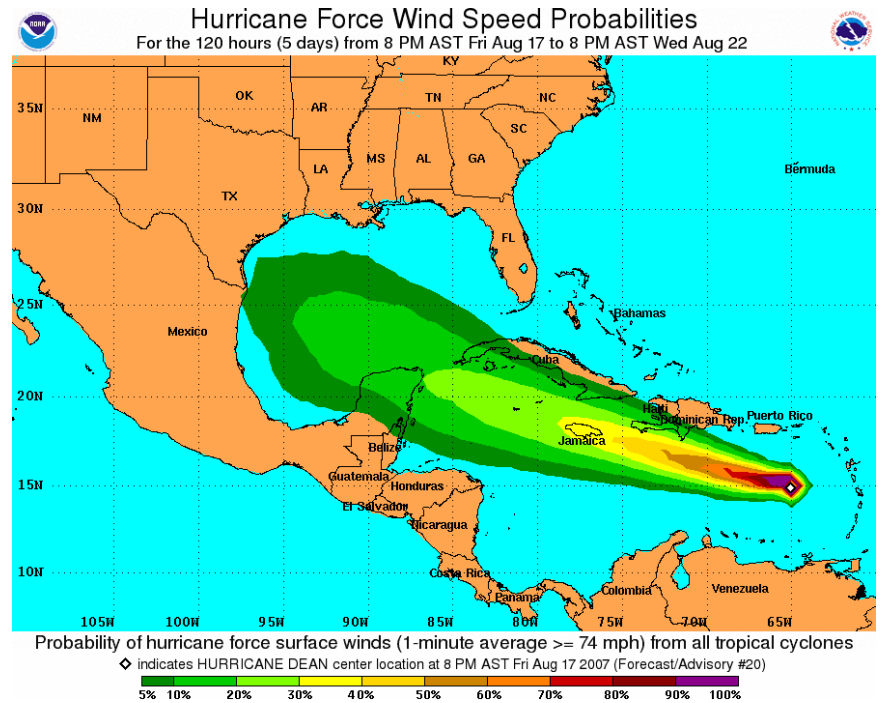 Hurricane Force Wind Speed Probabilities
For the 120 hours (5 days) from 8 PM AST Fri Aug 17 to 8 PM AST Wed Aug 22
NOAA
NATIONAL WEATHER SERVICE
KY
OK
TN
NC
AR
NM
35N
SC
MS
AL
GA
LA
Bermuda
TX
30N
FL
25N
Bahamas
Mexico
Cuba
20N
Haiti
Dominican Rep.
Puerto Rico
Jamaica
Belize
Guatemala
15N
Honduras
El Salvador
Nicaragua
10N
Costa Rica
Panama
Colombia
Venezuela
105W 100W 95W 90W 85W 80W 75W 70W 65W
Probability of hurricane force surface winds (1-minute average >= 74 mph) from all tropical cyclones
indicates HURRICANE DEAN center location at 8 PM AST Fri Aug 17 2007 (Forecast/Advisory #20)
5% 10% 20% 30% 40% 50% 60% 70% 80% 90% 100%